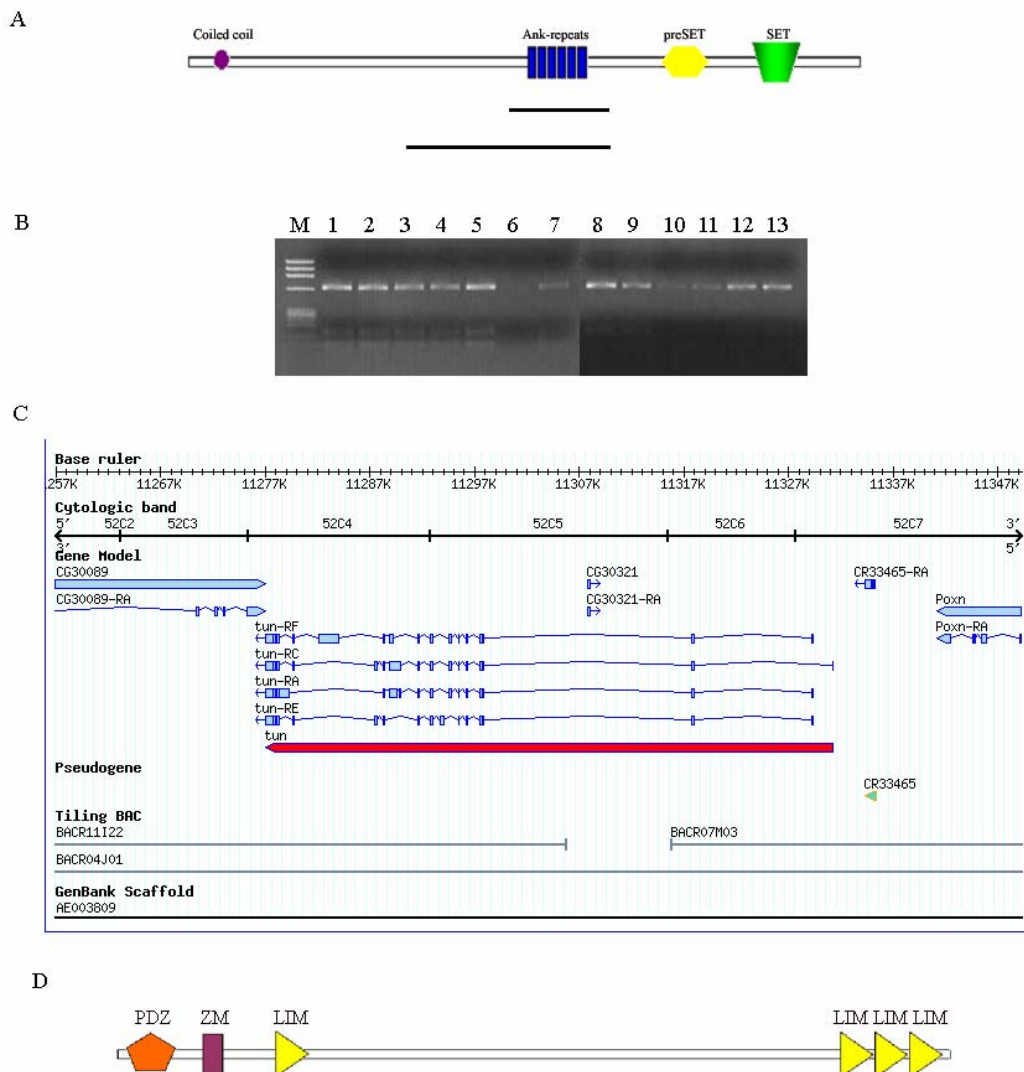 A
Coiled coil Ank-repeats preSET SET
B
M 1 2 3 4 5 6 7 8 9 10 11 12 13
C
Base ruler
.257K 11267K 11277K 11287K 11297K 11307K 11317K 11327K 11337K 11347K
Cytologic band
5' 52C2 52C3 52C4 52C5 52C6 52C7 3'
3' 5'
Gene Model
CG30089 CG30321 CR33465-RA
CG30089-RA CG30321-RA Poxn
tun-RF Poxn-RA
tun-RC
tun-RA
tun-RE
tun
Pseudogene
CR33465
Tiling BAC
BACR11I22 BACR07M03
BACR04J01
GenBank Scaffold
AE003809
D
PDZ ZM LIM LIM LIM LIM